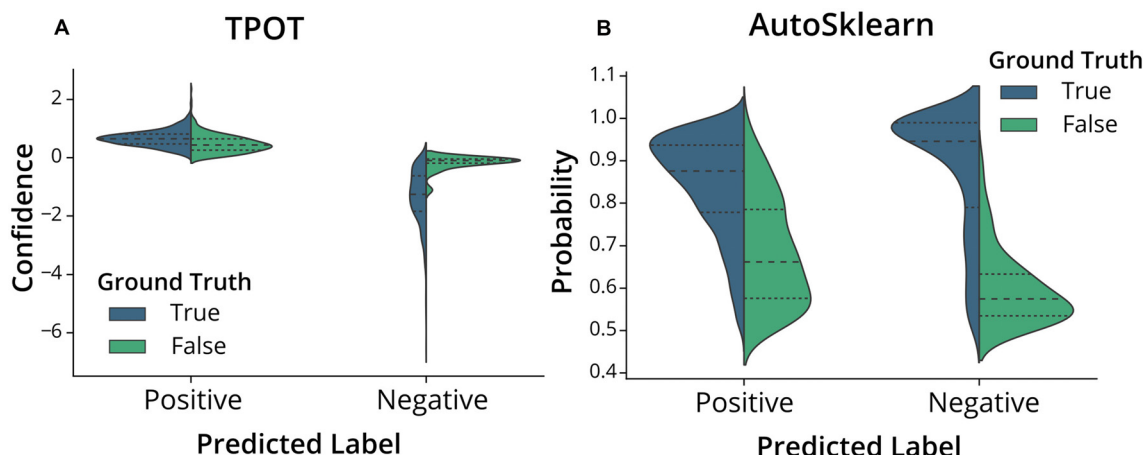 A
TPOT
Confidence
2
0
−2
−4
−6
Ground Truth
True
False
Positive
Negative
Predicted Label
B
AutoSklearn
Probability
1.1
1.0
0.9
0.8
0.7
0.6
0.5
0.4
Ground Truth
True
False
Positive
Negative
Predicted Label